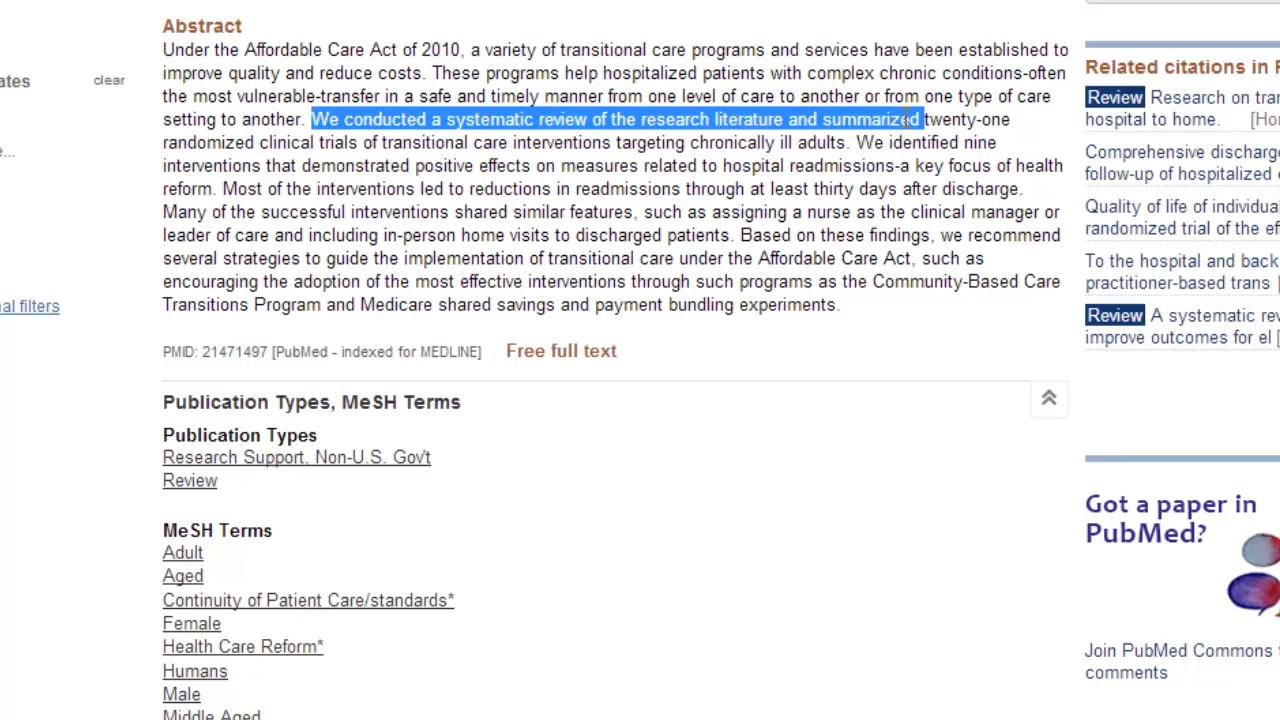 ates
clear
...
al filters
Abstract
Under the Affordable Care Act of 2010, a variety of transitional care programs and services have been established to
improve quality and reduce costs. These programs help hospitalized patients with complex chronic conditions-often
the most vulnerable-transfer in a safe and timely manner from one level of care to another or from one type of care
setting to another. We conducted a systematic review of the research literature and summarized twenty-one
randomized clinical trials of transitional care interventions targeting chronically ill adults. We identified nine
interventions that demonstrated positive effects on measures related to hospital readmissions-a key focus of health
reform. Most of the interventions led to reductions in readmissions through at least thirty days after discharge.
Many of the successful interventions shared similar features, such as assigning a nurse as the clinical manager or
leader of care and including in-person home visits to discharged patients. Based on these findings, we recommend
several strategies to guide the implementation of transitional care under the Affordable Care Act, such as
encouraging the adoption of the most effective interventions through such programs as the Community-Based Care
Transitions Program and Medicare shared savings and payment bundling experiments.
PMID: 21471497 [PubMed - indexed for MEDLINE] Free full text
Publication Types, MeSH Terms
Publication Types
Research Support, Non-U.S. Gov't
Review
MeSH Terms
Adult
Aged
Continuity of Patient Care/standards*
Female
Health Care Reform*
Humans
Male
Middle Aged
Related citations in
Review Research on tran
hospital to home. [Ho
Comprehensive discharge
follow-up of hospitalized
Quality of life of individua
randomized trial of the ef
To the hospital and back
practitioner-based trans [
Review A systematic rev
improve outcomes for el [
Got a paper in
PubMed?
Join PubMed Commons
comments